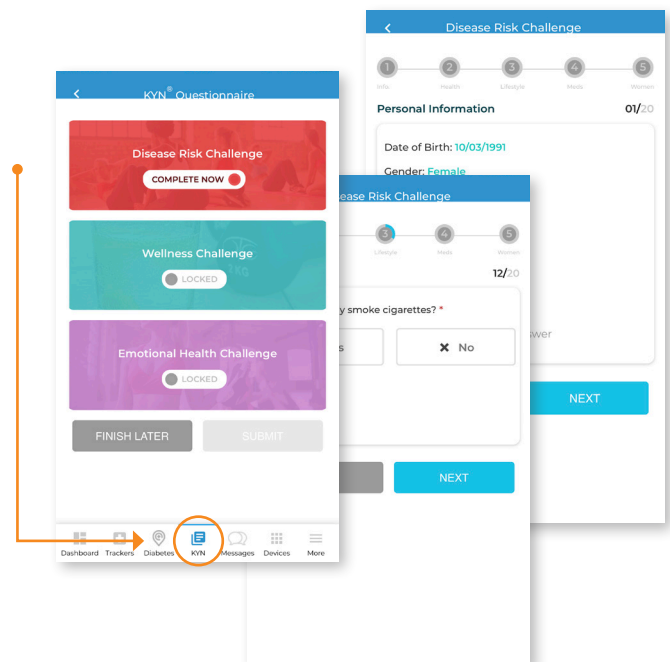 KYN® Questionnaire
Disease Risk Challenge
COMPLETE NOW
Wellness Challenge
LOCKED
Emotional Health Challenge
LOCKED
FINISH LATER
SUBMIT
Dashboard Trackers Diabetes KYN Messages Devices More
ease Risk Challenge
3 4 5
Lifestyle Meds Women
12/20
y smoke cigarettes? *
s
No
NEXT
Disease Risk Challenge
1 2 3 4 5
Info Health Lifestyle Meds Women
Personal Information 01/20
Date of Birth: 10/03/1991
Gender: Female
swer
NEXT